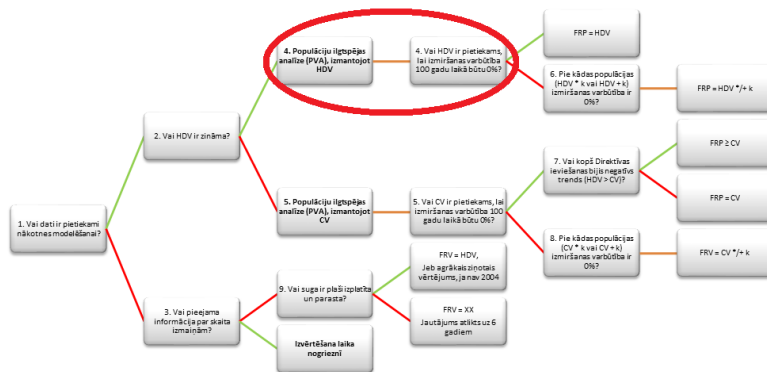 4. Populāciju ilgtspējas
analīze (PVA), izmantojot
HDV
4. Vai HDV ir pietiekams,
lai izmiršanas varbūtība
100 gadu laikā būtu 0%?
FRP = HDV
6. Pie kādas populācijas
(HDV * k vai HDV + k)
izmiršanas varbūtība ir
0%?
FRP = HDV */+ k
2. Vai HDV ir zināma?
5. Populāciju ilgtspējas
analīze (PVA), izmantojot
CV
5. Vai CV ir pietiekams, lai
izmiršanas varbūtība 100
gadu laikā būtu 0%?
7. Vai kopš Direktīvas
ieviešanas bijis negatīvs
trends (HDV > CV)?
FRP ≥ CV
FRP = CV
8. Pie kādas populācijas
(CV * k vai CV + k)
izmiršanas varbūtība ir
0%?
FRV = CV */+ k
1. Vai dati ir pietiekami
nākotnes modelēšanai?
3. Vai pieejama
informācija par skaita
izmaiņām?
9. Vai suga ir plaši izplatīta
un parasta?
FRV = HDV,
Jeb agrākais ziņotais
vērtējums, ja nav 2004
FRV = XX
Jautājums atlikts uz 6
gadiem
Izvērtēšana laika
nogrieznī